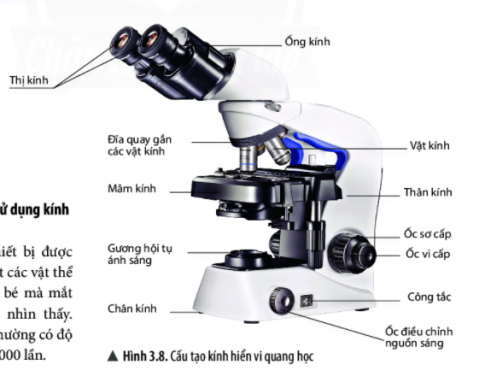 Ống kính
Thị kính
Đĩa quay gắn
các vật kính
Vật kính
Mâm kính
Thân kính
ử dụng kính
Ốc sơ cấp
Ốc vi cấp
Gương hội tụ
ánh sáng
iết bị được
t các vật thể
bé mà mắt
nhìn thấy.
hường có độ
000 lần.
Công tắc
Chân kính
Ốc điều chỉnh
nguồn sáng
▲ Hình 3.8. Cấu tạo kính hiển vi quang học